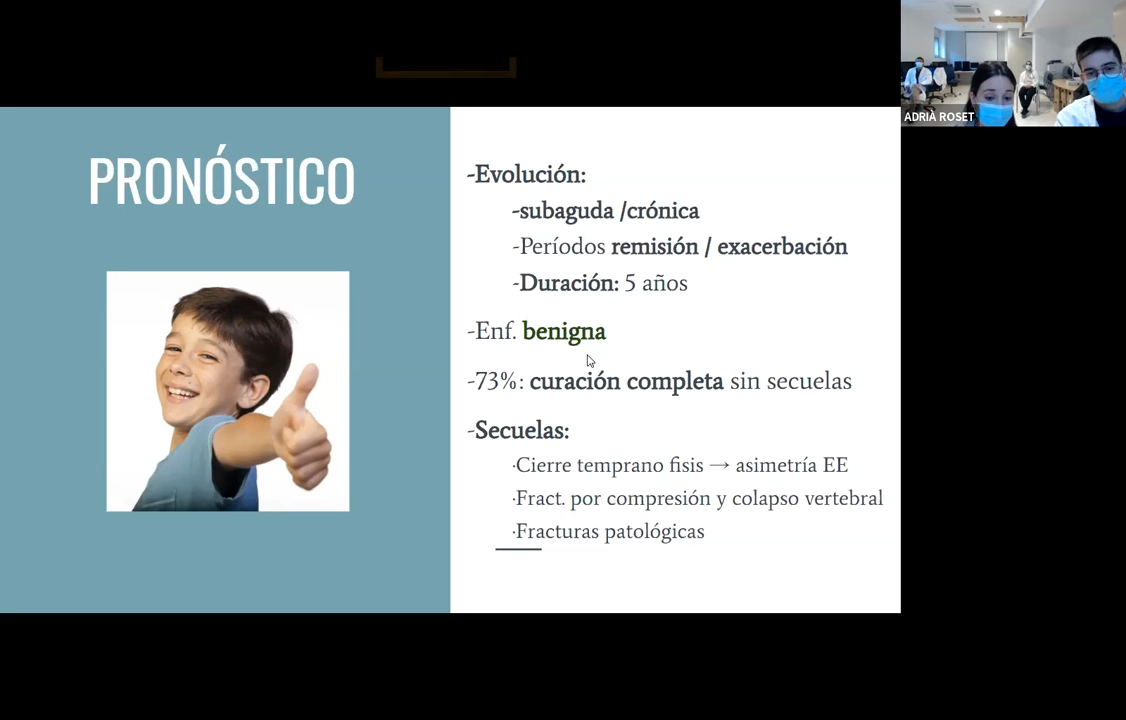 ADRIÀ ROSET
PRONÓSTICO
-Evolución:
-subaguda /crónica
-Períodos remisión / exacerbación
-Duración: 5 años
-Enf. benigna
-73%: curación completa sin secuelas
-Secuelas:
·Cierre temprano fisis → asimetría EE
·Fract. por compresión y colapso vertebral
·Fracturas patológicas